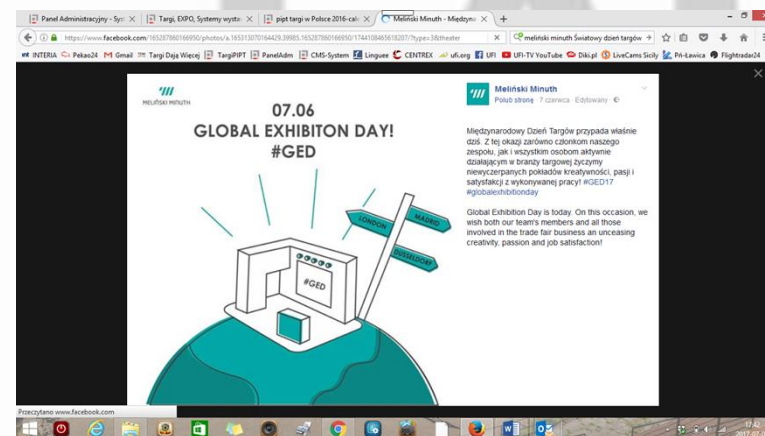 Panel Administracyjny - Sys
Targi, EXPO, Systemy wysta
pipt targi w Polsce 2016-cał
Meliński Minuth - Międzyn
https://www.facebook.com/165287860166950/photos/a.165313070164429.39985.165287860166950/1744108465618207/?type=3&theater
meliński minuth Światowy dzień targów
INTERIA Pekao24 Gmail Targi Dają Więcej TargiPIPT PanelAdm CMS-System Linguee CENTREX ufi.org UFI UFI-TV YouTube Diki.pl LiveCams Sicily Pń-Ławica Flightradar24
MELIŃSKI MINUTH
07.06
GLOBAL EXHIBITON DAY!
#GED
LONDON
MADRID
DUSSELDORF
#GED
Meliński Minuth
Polub stronę · 7 czerwca · Edytowany
Międzynarodowy Dzień Targów przypada właśnie
dziś. Z tej okazji zarówno członkom naszego
zespołu, jak i wszystkim osobom aktywnie
działającym w branży targowej życzymy
niewyczerpanych pokładów kreatywności, pasji i
satysfakcji z wykonywanej pracy! #GED17
#globalexhibitionday
Global Exhibition Day is today. On this occasion, we
wish both our team's members and all those
involved in the trade fair business an unceasing
creativity, passion and job satisfaction!
Przeczytano www.facebook.com
17:42